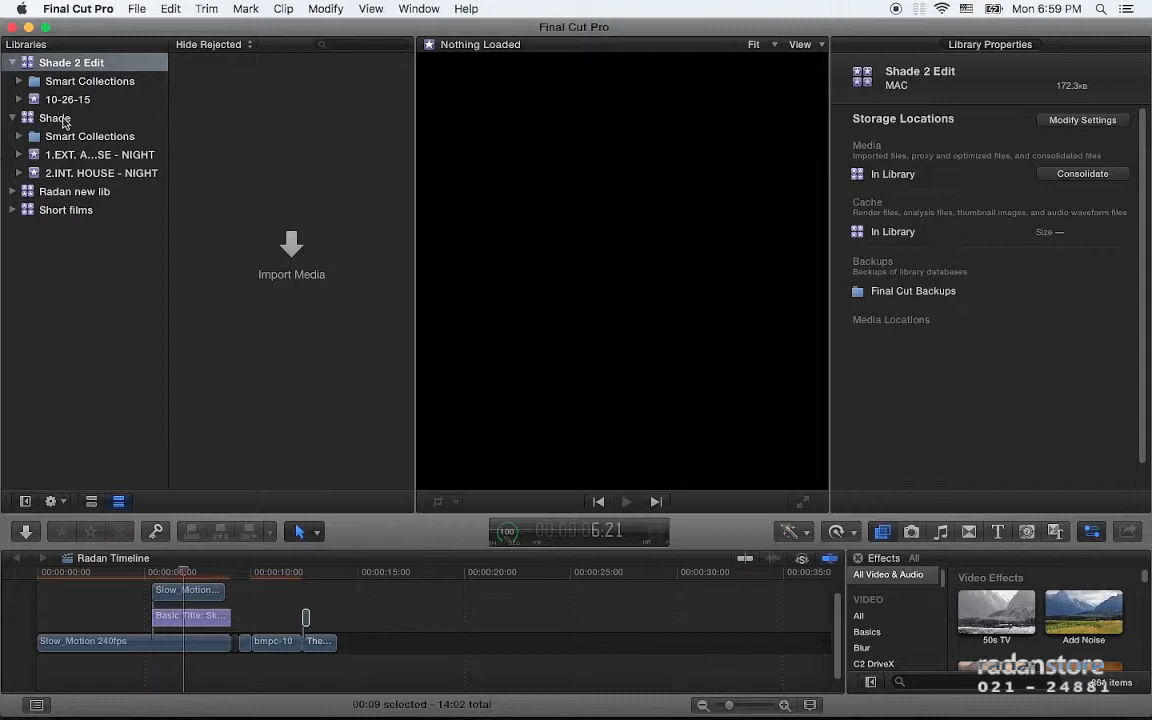 Final Cut Pro File Edit Trim Mark Clip Modify View Window Help Mon 6:59 PM
Final Cut Pro
Libraries Hide Rejected Nothing Loaded Fit View Library Properties
Shade 2 Edit
Smart Collections
10-26-15
Shade
Smart Collections
1.EXT. A...SE - NIGHT
2.INT. HOUSE - NIGHT
Radan new lib
Short films
Import Media
Shade 2 Edit
MAC 172.3KB
Storage Locations Modify Settings
Media
Imported files, proxy and optimized files, and consolidated files
In Library Consolidate
Cache
Render files, analysis files, thumbnail images, and audio waveform files
In Library Size —
Backups
Backups of library databases
Final Cut Backups
Media Locations
100 00:00:06:21
Radan Timeline Effects All
00:00:00:00 00:00:10:00 00:00:15:00 00:00:20:00 00:00:25:00 00:00:30:00 00:00:35:0
Slow_Motion...
Basic Title: Sk...
Slow_Motion 240fps bmpc-10 The...
All Video & Audio
VIDEO
All
Basics
Blur
C2 DriveX
Video Effects
50s TV Add Noise
items
radanstore
021 - 24881
00:09 selected - 14:02 total